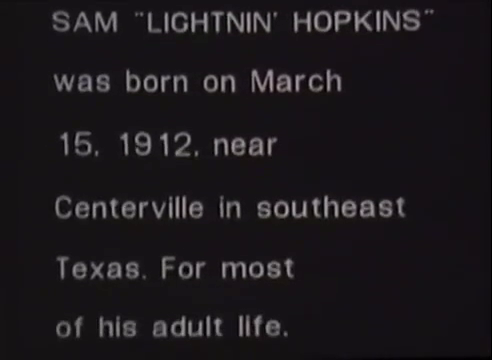 SAM "LIGHTNIN' HOPKINS"
was born on March
15, 1912, near
Centerville in southeast
Texas. For most
of his adult life.